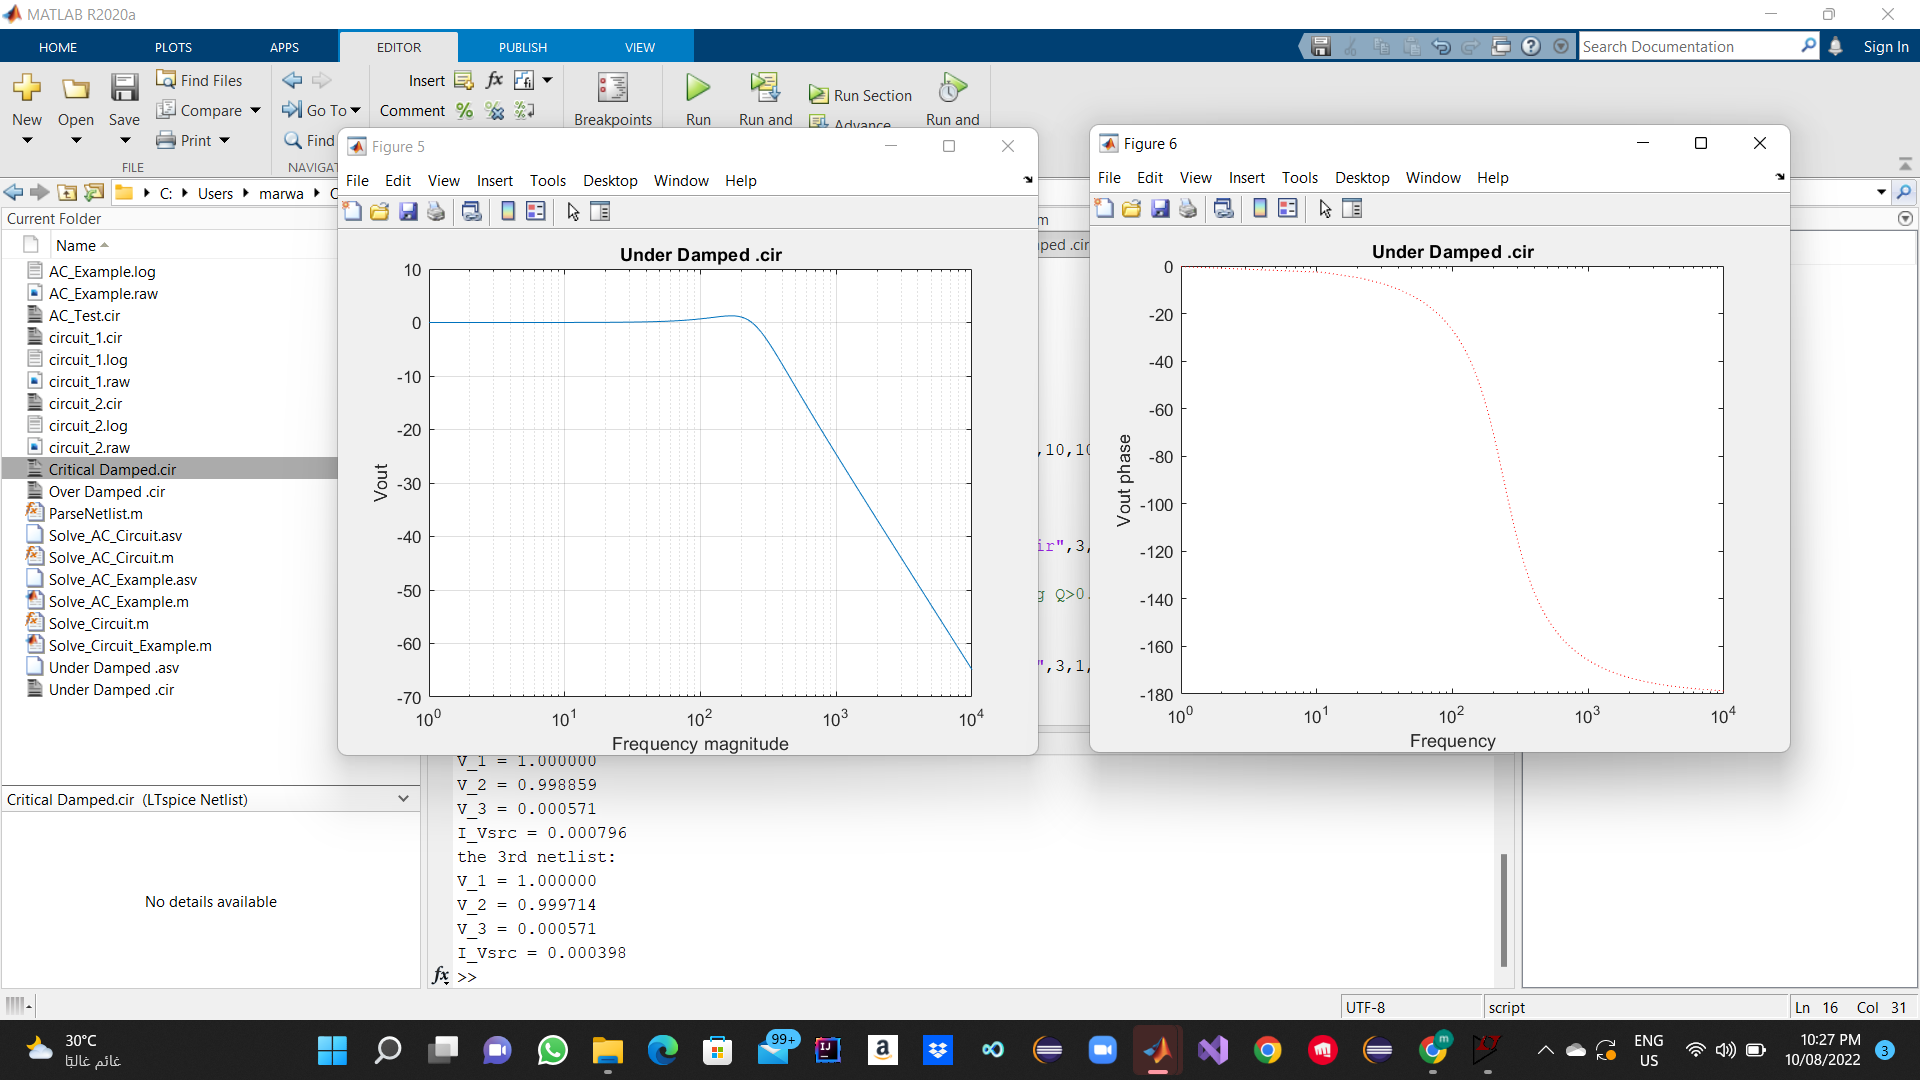 MATLAB R2020a
HOME PLOTS APPS EDITOR PUBLISH VIEW
Search Documentation
Sign In
New Open Save
Find Files
Compare
Print
FILE
Go To
Find
Insert
Comment
Breakpoints
Run
Run and
Run Section
Advance
Run and
C: Users marwa
Current Folder
Name
AC_Example.log
AC_Example.raw
AC_Test.cir
circuit_1.cir
circuit_1.log
circuit_1.raw
circuit_2.cir
circuit_2.log
circuit_2.raw
Critical Damped.cir
Over Damped .cir
ParseNetlist.m
Solve_AC_Circuit.asv
Solve_AC_Circuit.m
Solve_AC_Example.asv
Solve_AC_Example.m
Solve_Circuit.m
Solve_Circuit_Example.m
Under Damped .asv
Under Damped .cir
Critical Damped.cir (LTspice Netlist)
No details available
Figure 5
File Edit View Insert Tools Desktop Window Help
Under Damped .cir
10
0
-10
-20
-30
-40
-50
-60
-70
Vout
10^0 10^1 10^2 10^3 10^4
Frequency magnitude
,10,10
ir",3,
g Q>0.
",3,1,
Figure 6
File Edit View Insert Tools Desktop Window Help
Under Damped .cir
0
-20
-40
-60
-80
-100
-120
-140
-160
-180
Vout phase
10^0 10^1 10^2 10^3 10^4
Frequency
V_1 = 1.000000
V_2 = 0.998859
V_3 = 0.000571
I_Vsrc = 0.000796
the 3rd netlist:
V_1 = 1.000000
V_2 = 0.999714
V_3 = 0.000571
I_Vsrc = 0.000398
fx >>
UTF-8
script
Ln 16 Col 31
30°C
غائم غالبًا
99+
ENG
US
10:27 PM
10/08/2022
3